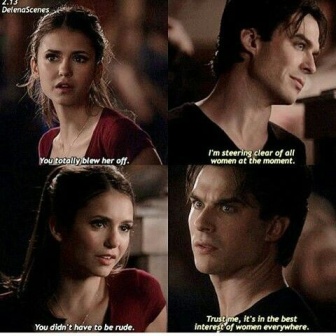 2.13
DelenaScenes
You totally blew her off.
I'm steering clear of all
women at the moment.
You didn't have to be rude.
Trust me, it's in the best
interest of women everywhere.